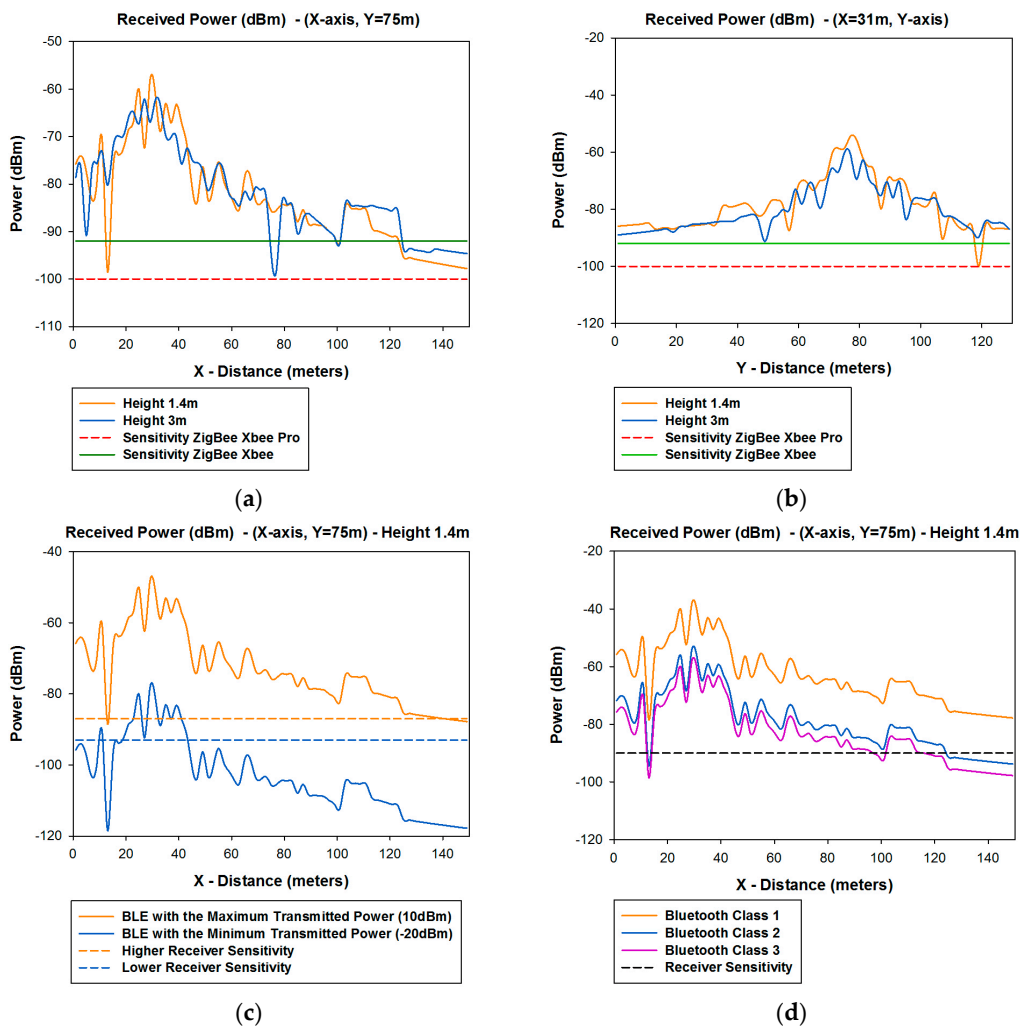 Received Power (dBm) - (X-axis, Y=75m)
-50
-60
-70
-80
-90
-100
-110
Power (dBm)
0 20 40 60 80 100 120 140
X - Distance (meters)
Height 1.4m
Height 3m
Sensitivity ZigBee Xbee Pro
Sensitivity ZigBee Xbee
(a)
Received Power (dBm) - (X=31m, Y-axis)
-20
-40
-60
-80
-100
-120
Power (dBm)
0 20 40 60 80 100 120
Y - Distance (meters)
Height 1.4m
Height 3m
Sensitivity ZigBee Xbee Pro
Sensitivity ZigBee Xbee
(b)
Received Power (dBm) - (X-axis, Y=75m) - Height 1.4m
-40
-60
-80
-100
-120
Power (dBm)
0 20 40 60 80 100 120 140
X - Distance (meters)
BLE with the Maximum Transmitted Power (10dBm)
BLE with the Minimum Transmitted Power (-20dBm)
Higher Receiver Sensitivity
Lower Receiver Sensitivity
(c)
Received Power (dBm) - (X-axis, Y=75m) - Height 1.4m
-20
-40
-60
-80
-100
-120
Power (dBm)
0 20 40 60 80 100 120 140
X - Distance (meters)
Bluetooth Class 1
Bluetooth Class 2
Bluetooth Class 3
Receiver Sensitivity
(d)